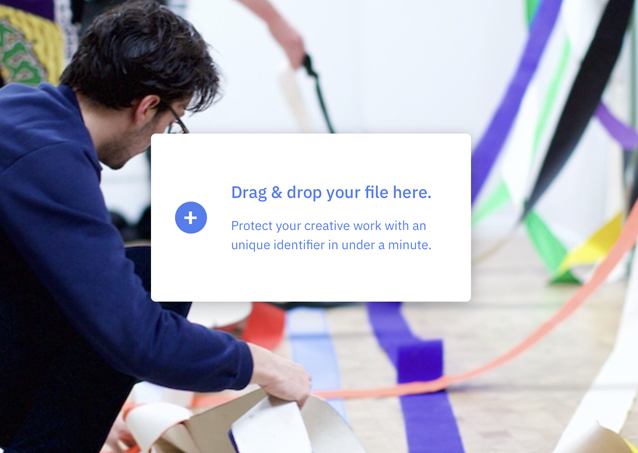 Drag & drop your file here.
Protect your creative work with an
unique identifier in under a minute.